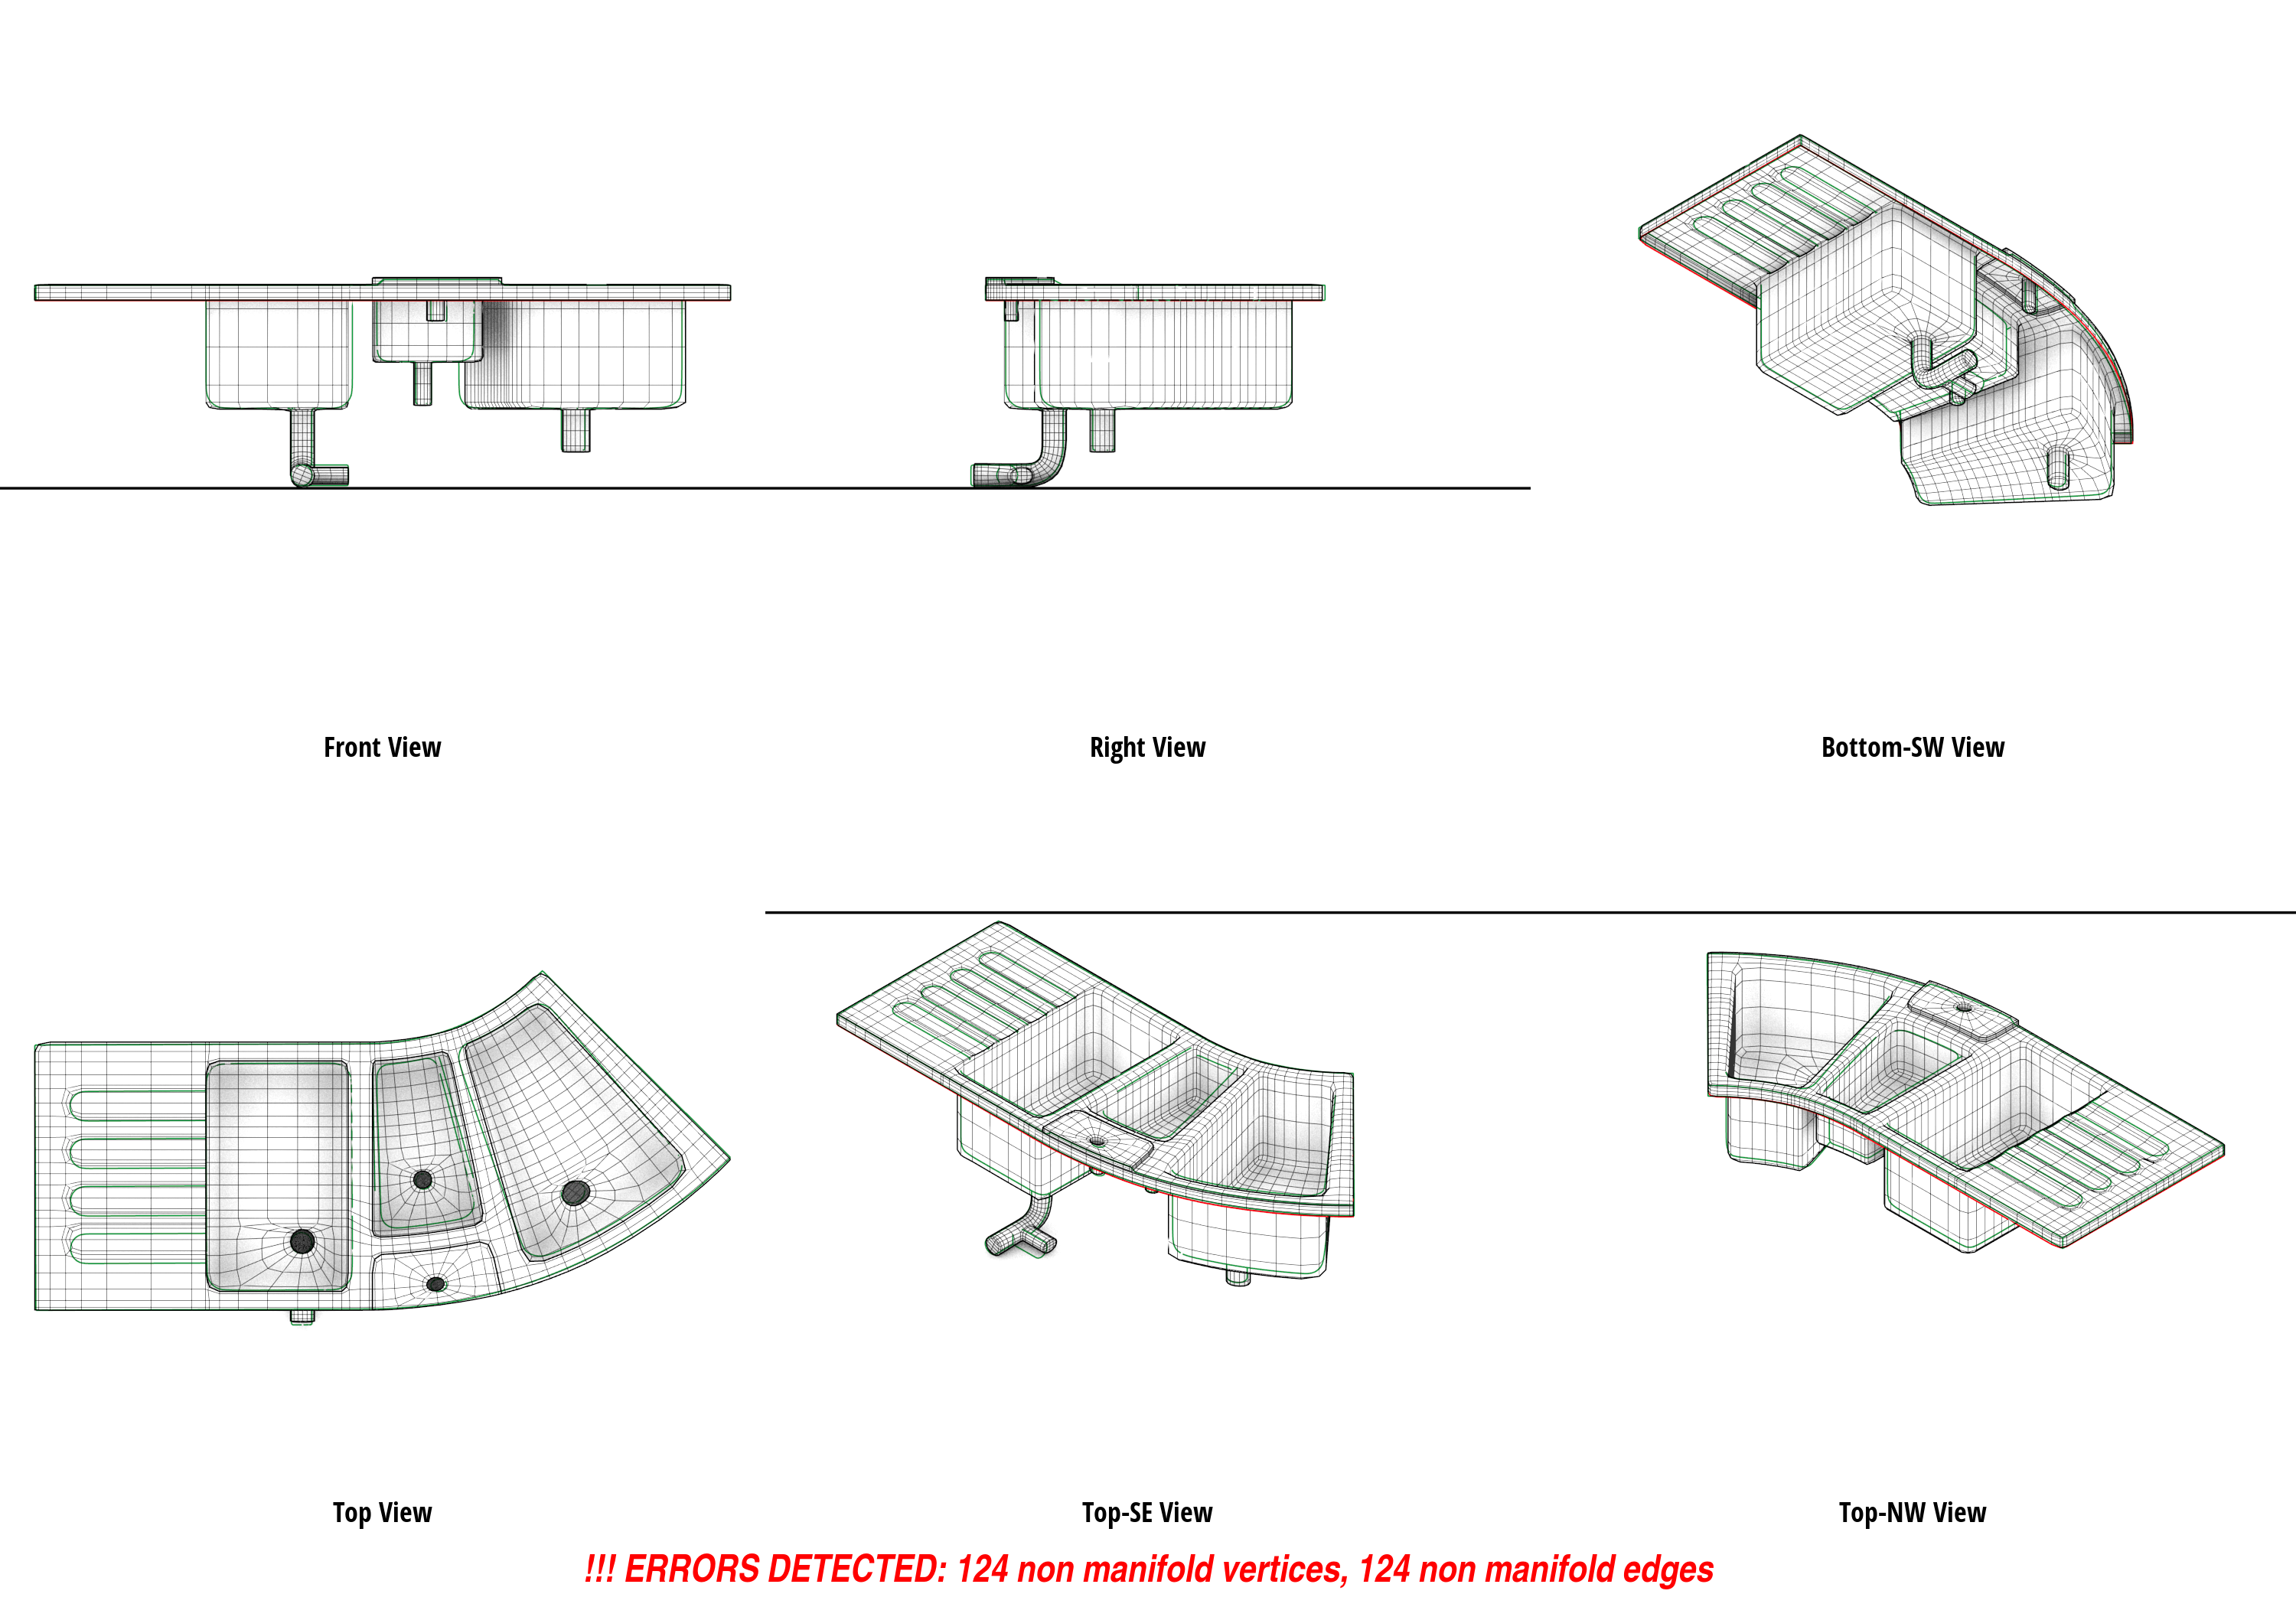 Front View
Right View
Bottom-SW View
Top View
Top-SE View
Top-NW View
!!! ERRORS DETECTED: 124 non manifold vertices, 124 non manifold edges